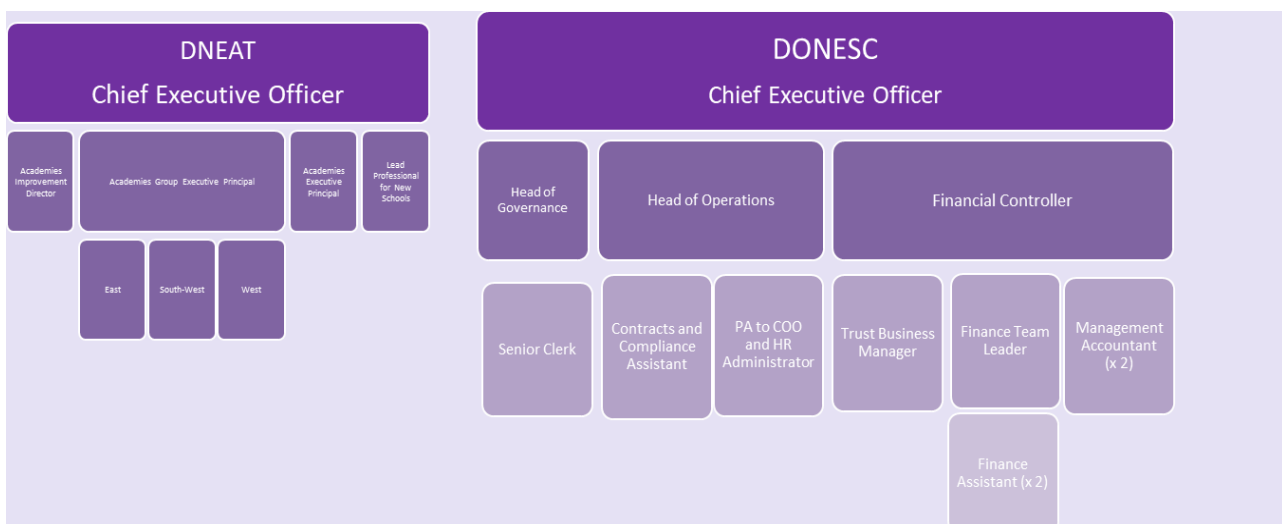 DNEAT
Chief Executive Officer
Academies
Improvement
Director
Academies Group Executive Principal
Academies
Executive
Principal
Lead
Professional
for New
Schools
East
South-West
West
DONESC
Chief Executive Officer
Head of
Governance
Head of Operations
Financial Controller
Senior Clerk
Contracts and
Compliance
Assistant
PA to COO
and HR
Administrator
Trust Business
Manager
Finance Team
Leader
Management
Accountant
(x 2)
Finance
Assistant (x 2)